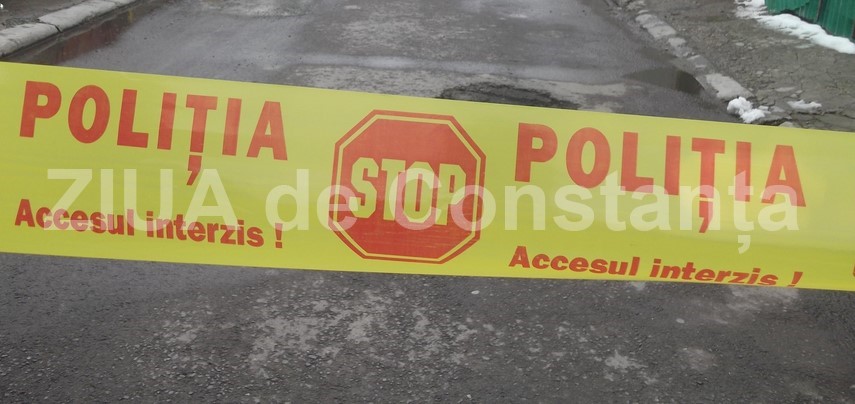 POLIȚIA
Accesul interzis !
STOP
POLIȚIA
Accesul interzis !
ZIUA de Constanța